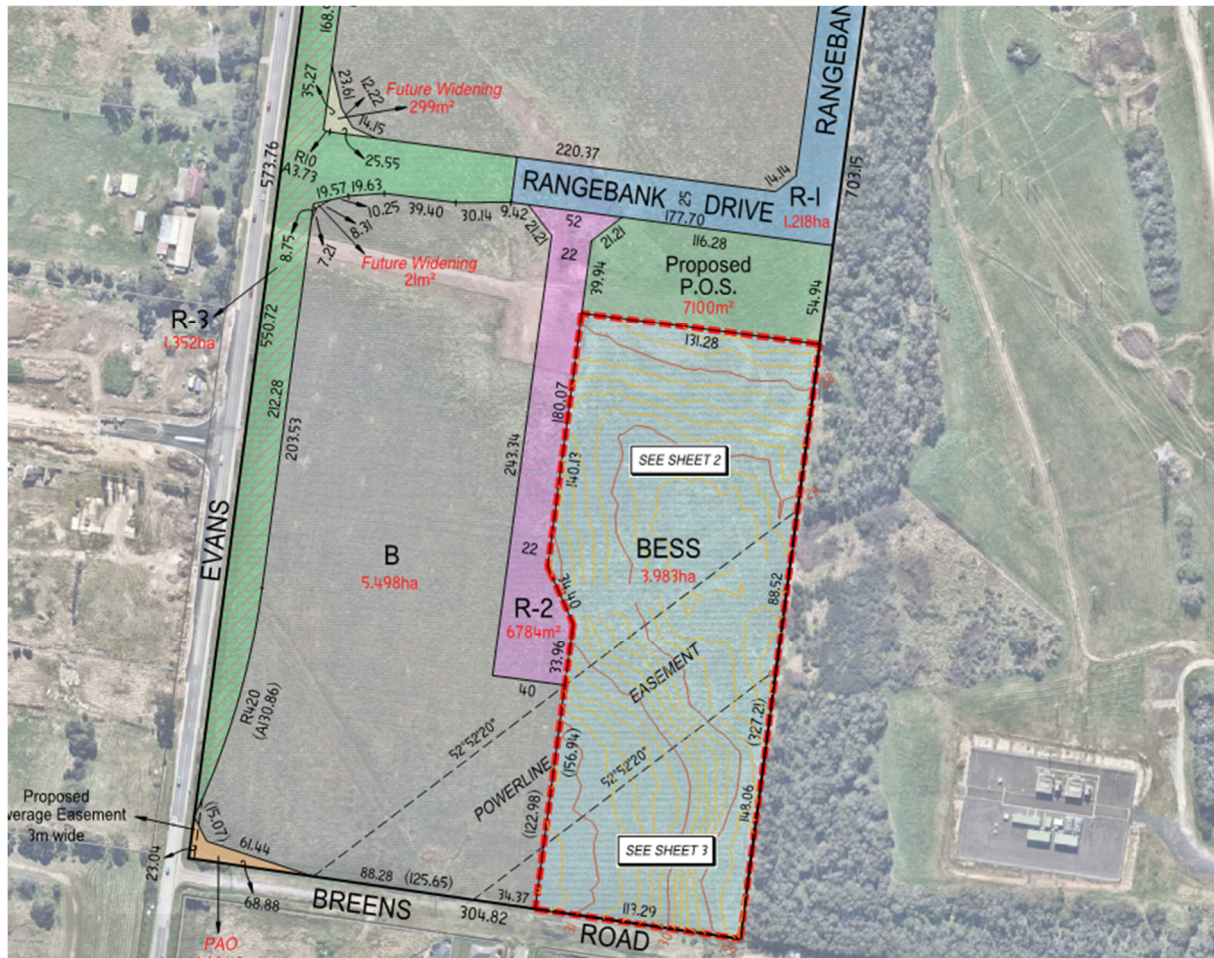 168.9
RANGEBAN
35.27
23.61
12.22
Future Widening
299m²
14.15
573.76
R10
A3.73
25.55
220.37
14.14
703.15
RANGEBANK DRIVE
25
R-1
1.218ha
177.70
19.57
19.63
10.25
39.40
30.14
9.42
21.21
52
21.21
116.28
8.75
7.21
8.31
Future Widening
21m²
22
39.94
Proposed
P.O.S.
7100m²
54.94
R-3
1.352ha
550.72
131.28
212.28
203.53
180.07
243.34
140.13
SEE SHEET 2
EVANS
B
5.498ha
22
BESS
3.983ha
34.40
88.52
R-2
6784m²
33.96
40
EASEMENT
R420
(A130.86)
52°52'20"
(156.94)
52°52'20"
(327.21)
POWERLINE
Proposed
verage Easement
3m wide
(15.07)
(122.98)
148.06
61.44
SEE SHEET 3
23.04
68.88
88.28
(125.65)
34.37
BREENS
304.82
113.29
ROAD
31
30
PAO